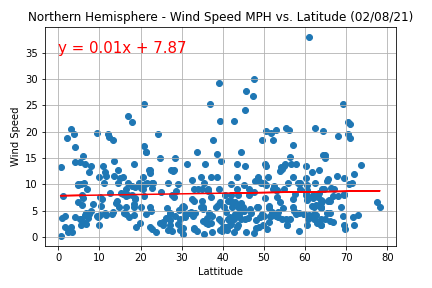 Northern Hemisphere - Wind Speed MPH vs. Latitude (02/08/21)
y = 0.01x + 7.87
Wind Speed
35
30
25
20
15
10
5
0
0 10 20 30 40 50 60 70 80
Lattitude